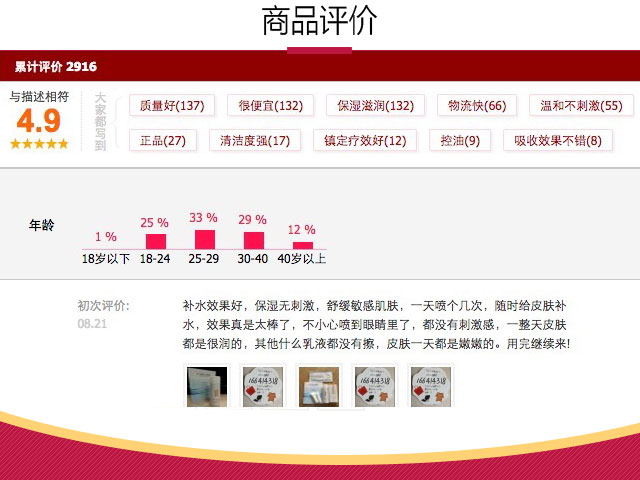 商品评价
累计评价 2916
与描述相符
4.9
大家都写到
质量好(137)
很便宜(132)
保湿滋润(132)
物流快(66)
温和不刺激(55)
正品(27)
清洁度强(17)
镇定疗效好(12)
控油(9)
吸收效果不错(8)
年龄
1 %
25 %
33 %
29 %
12 %
18岁以下
18-24
25-29
30-40
40岁以上
初次评价:
08.21
补水效果好，保湿无刺激，舒缓敏感肌肤，一天喷个几次，随时给皮肤补
水，效果真是太棒了，不小心喷到眼睛里了，都没有刺激感，一整天皮肤
都是很润的，其他什么乳液都没有擦，皮肤一天都是嫩嫩的。用完继续来!